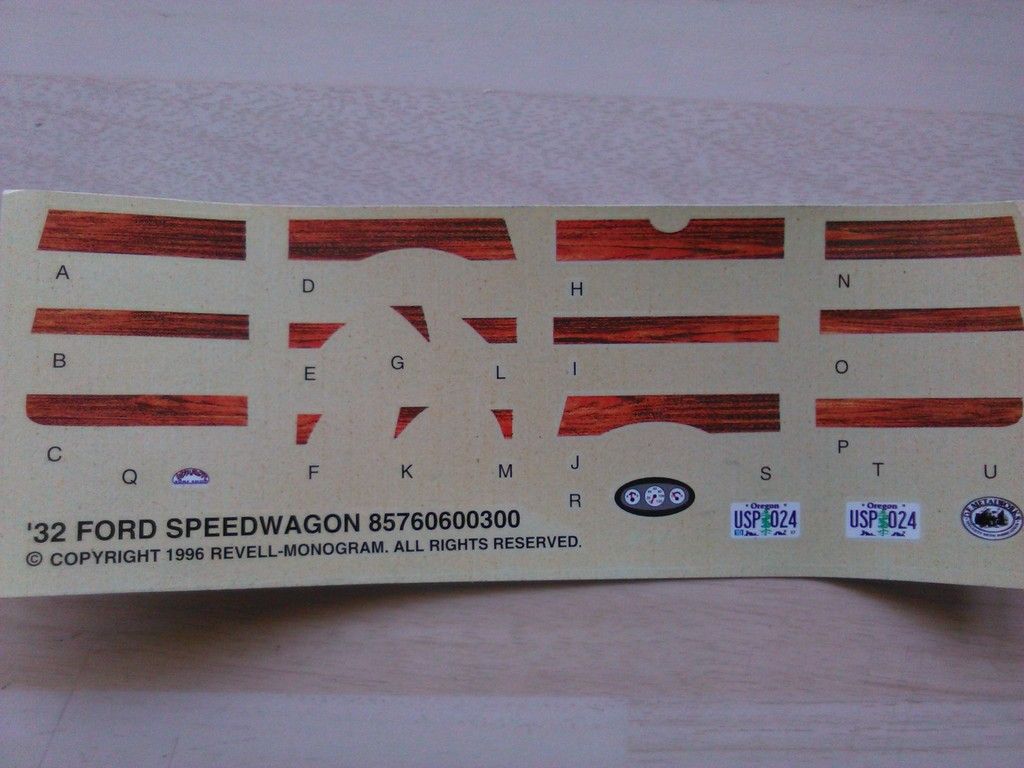 A
D
H
N
B
E
G
L
I
O
C
Q
F
K
M
J
P
R
S
T
U
Oregon
USP 024
Oregon
USP 024
'32 FORD SPEEDWAGON 85760600300
© COPYRIGHT 1996 REVELL-MONOGRAM. ALL RIGHTS RESERVED.